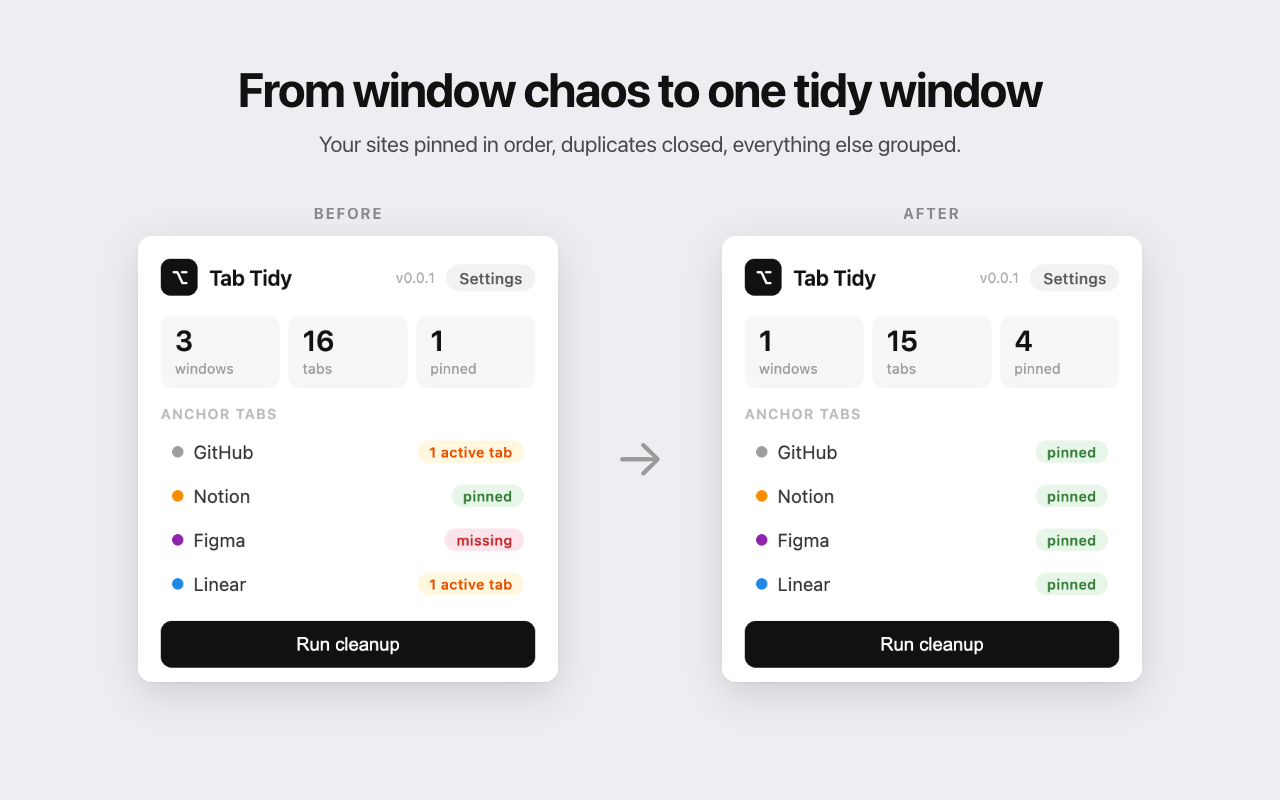 From window chaos to one tidy window
Your sites pinned in order, duplicates closed, everything else grouped.
BEFORE
Tab Tidy v0.0.1 Settings
3 16 1
windows tabs pinned
ANCHOR TABS
GitHub 1 active tab
Notion pinned
Figma missing
Linear 1 active tab
Run cleanup
AFTER
Tab Tidy v0.0.1 Settings
1 15 4
windows tabs pinned
ANCHOR TABS
GitHub pinned
Notion pinned
Figma pinned
Linear pinned
Run cleanup